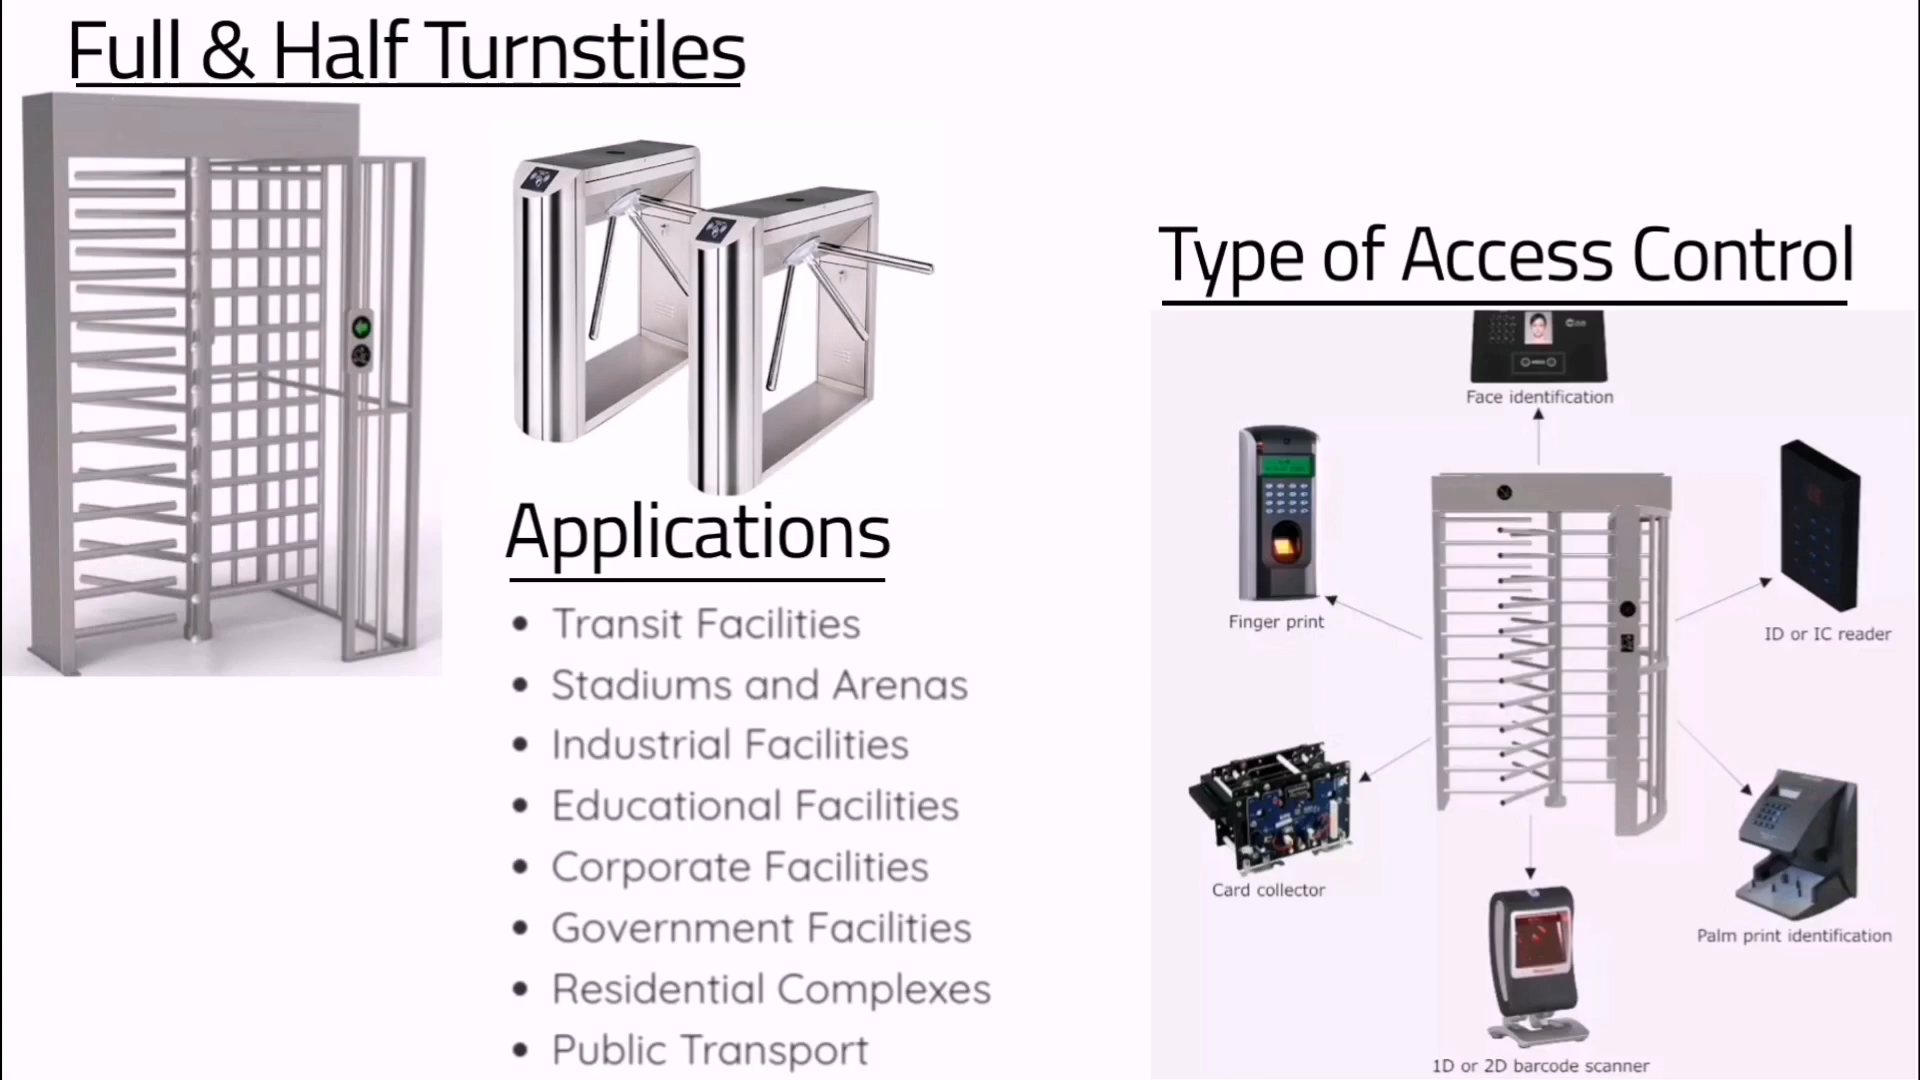 Full & Half Turnstiles
Applications
Transit Facilities
Stadiums and Arenas
Industrial Facilities
Educational Facilities
Corporate Facilities
Government Facilities
Residential Complexes
Public Transport
Type of Access Control
Face identification
Finger print
ID or IC reader
Card collector
Palm print identification
1D or 2D barcode scanner